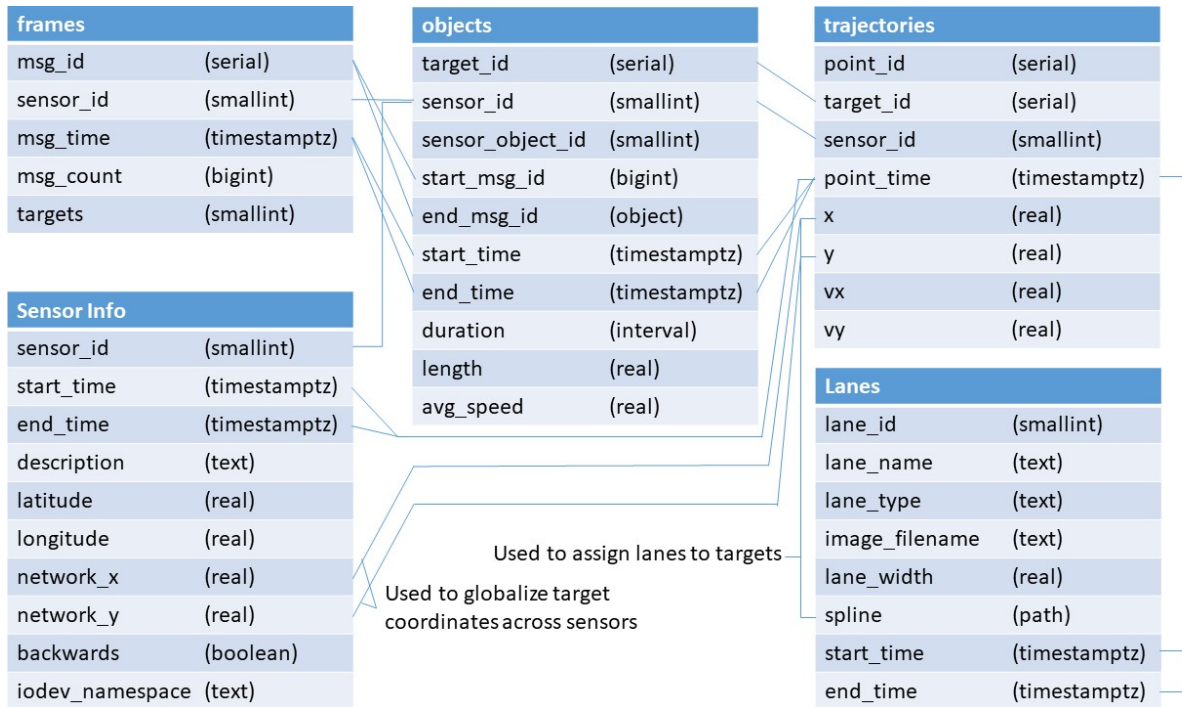 frames
msg_id (serial)
sensor_id (smallint)
msg_time (timestamptz)
msg_count (bigint)
targets (smallint)
Sensor Info
sensor_id (smallint)
start_time (timestamptz)
end_time (timestamptz)
description (text)
latitude (real)
longitude (real)
network_x (real)
network_y (real)
backwards (boolean)
iodev_namespace (text)
objects
target_id (serial)
sensor_id (smallint)
sensor_object_id (smallint)
start_msg_id (bigint)
end_msg_id (object)
start_time (timestamptz)
end_time (timestamptz)
duration (interval)
length (real)
avg_speed (real)
Used to assign lanes to targets
Used to globalize target
coordinates across sensors
trajectories
point_id (serial)
target_id (serial)
sensor_id (smallint)
point_time (timestamptz)
x (real)
y (real)
vx (real)
vy (real)
Lanes
lane_id (smallint)
lane_name (text)
lane_type (text)
image_filename (text)
lane_width (real)
spline (path)
start_time (timestamptz)
end_time (timestamptz)